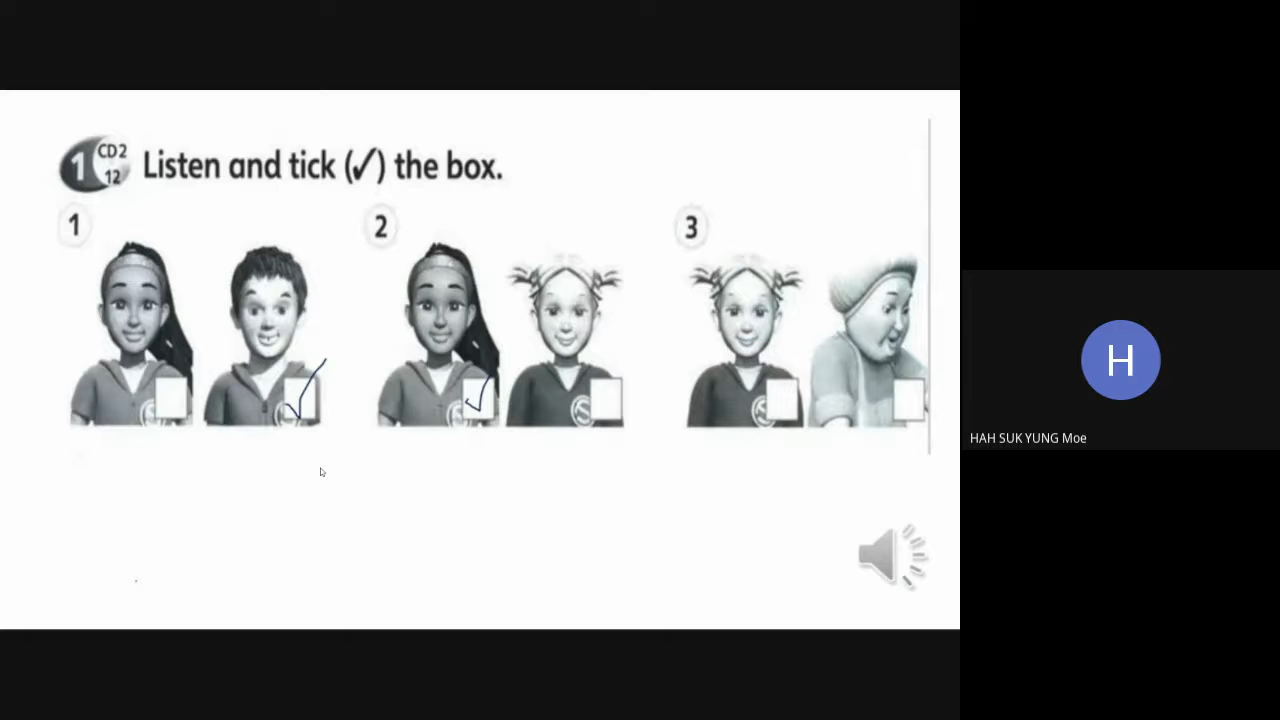 1 CD2 12 Listen and tick (✓) the box.
1 2 3
H
HAH SUK YUNG Moe